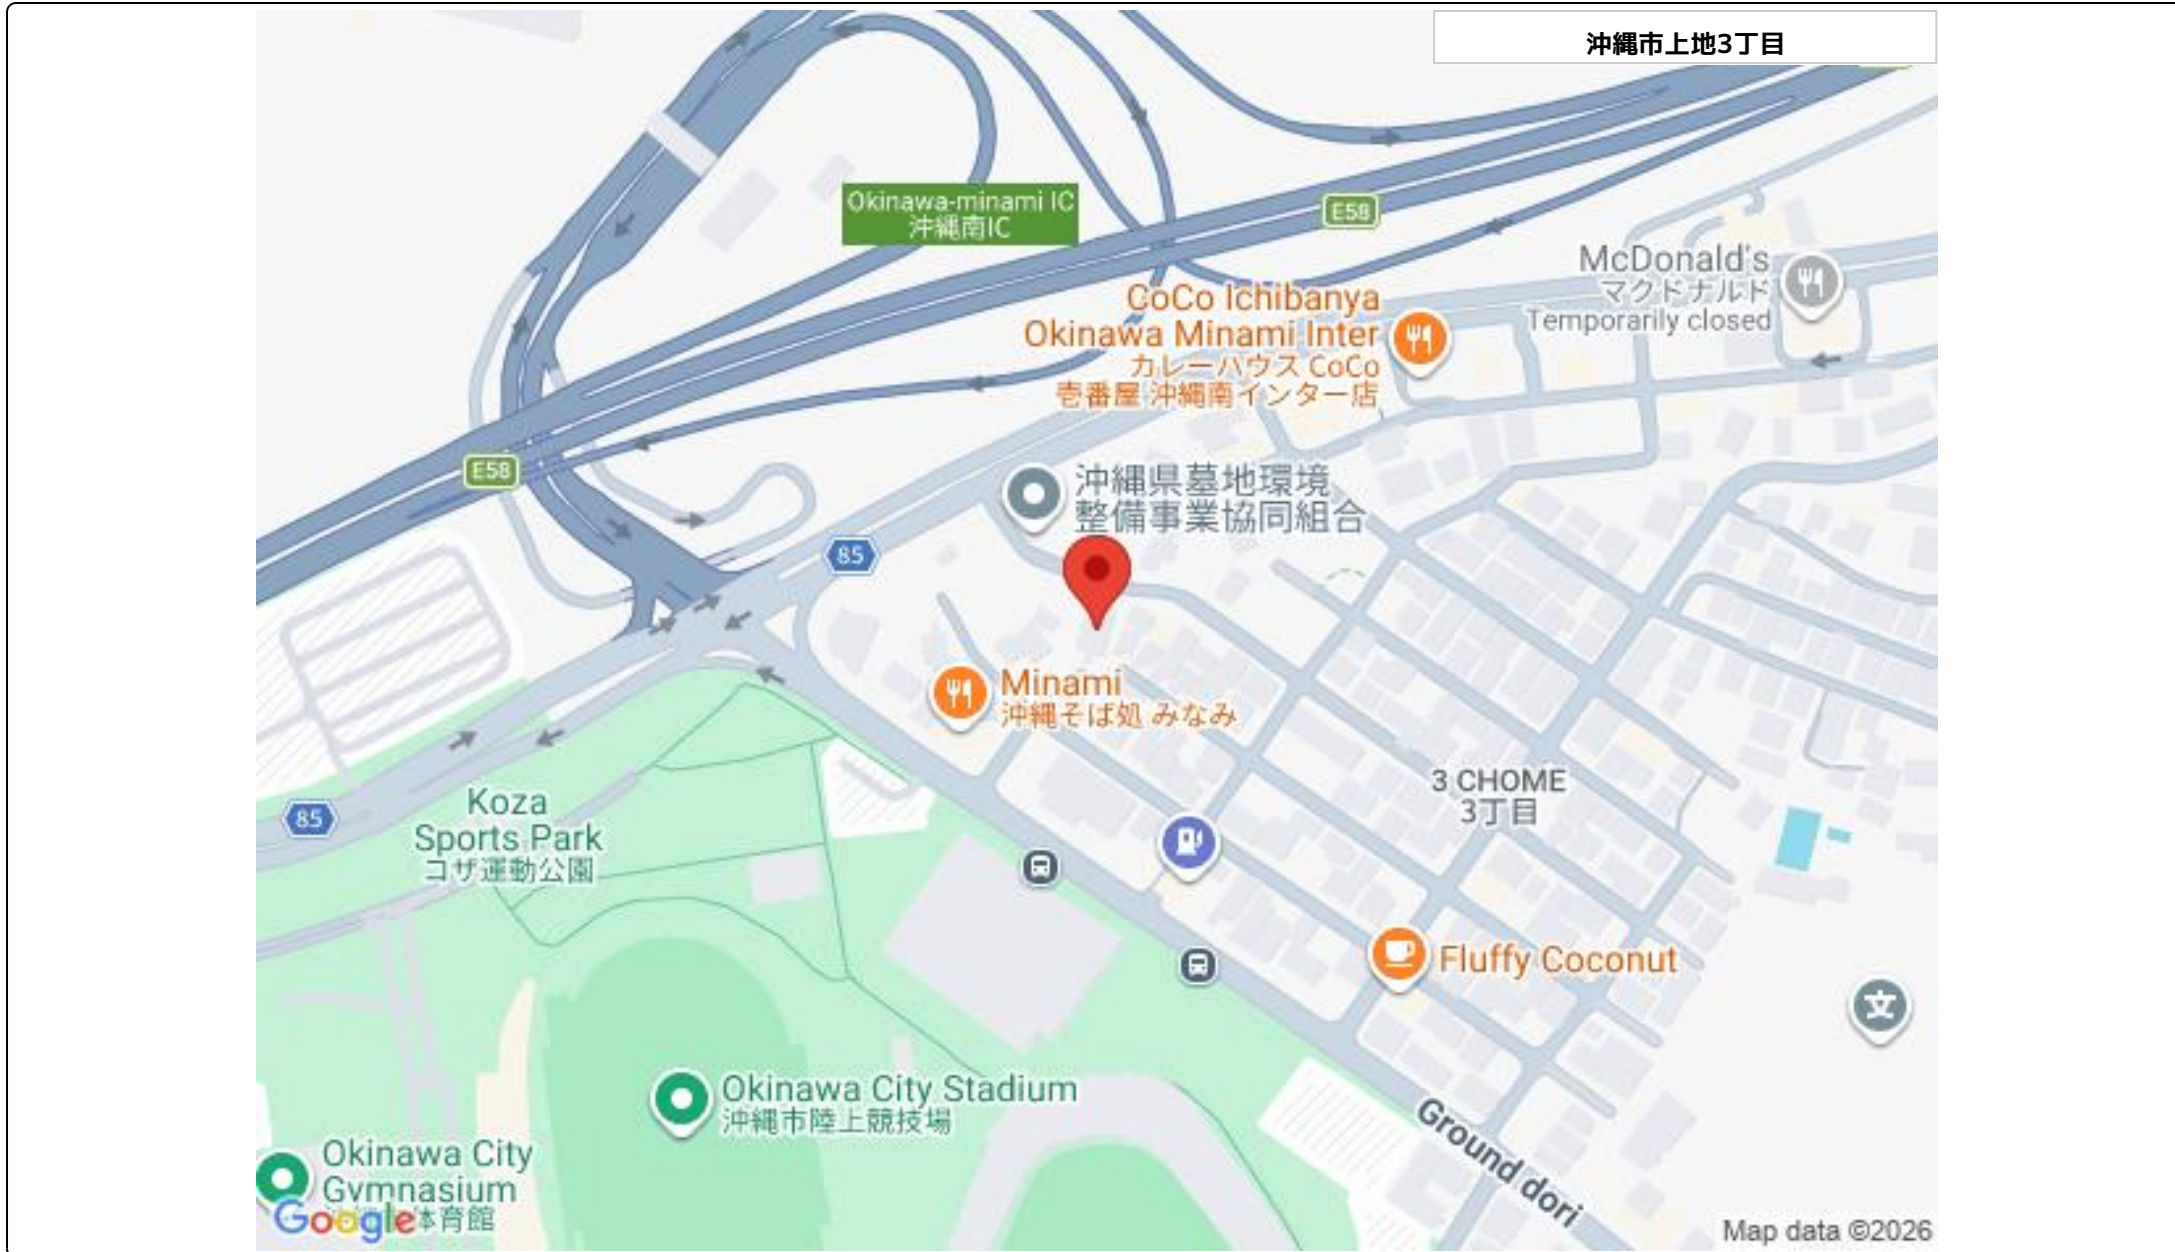 沖縄市上地3丁目
Okinawa-minami IC
沖縄南IC
E58
McDonald's
マクドナルド
Temporarily closed
CoCo Ichibanya
Okinawa Minami Inter
カレーハウス CoCo
壱番屋 沖縄南インター店
E58
沖縄県墓地環境
整備事業協同組合
85
Minami
沖縄そば処 みなみ
3 CHOME
3丁目
Koza
Sports Park
コザ運動公園
85
Fluffy Coconut
文
Okinawa City Stadium
沖縄市陸上競技場
Ground dori
Okinawa City
Gymnasium
体育館
Google
Map data ©2026